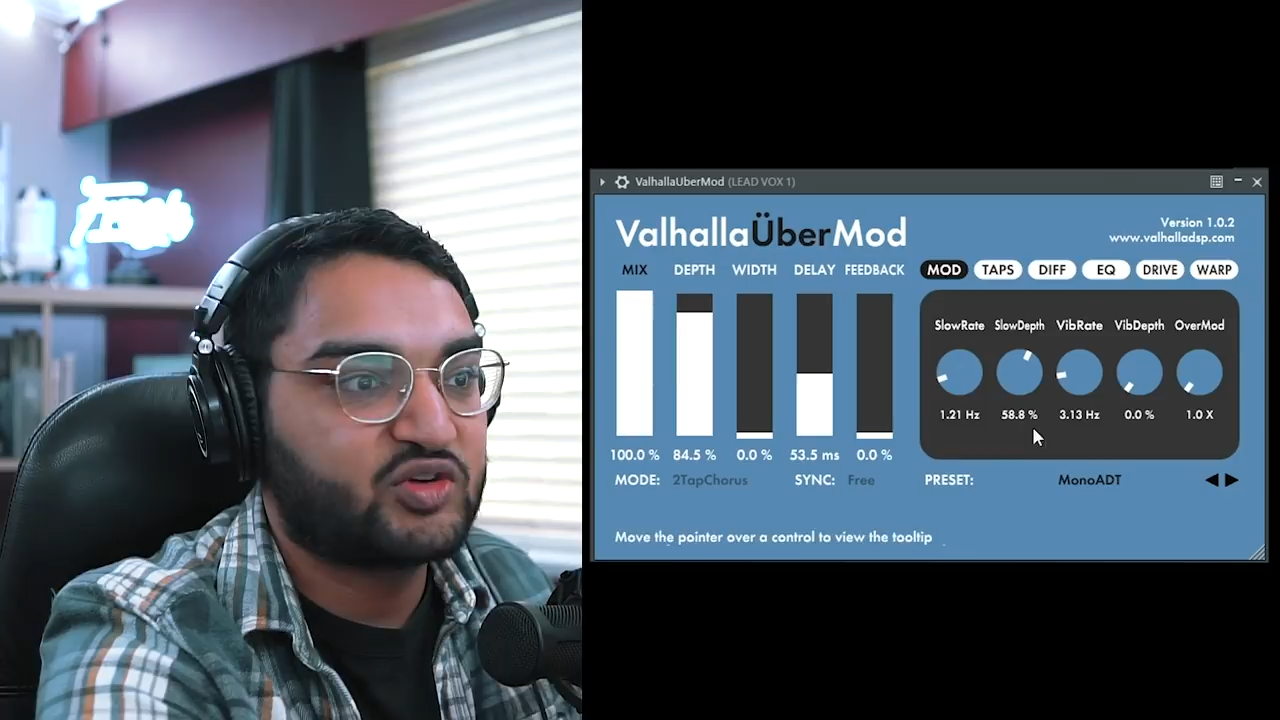 ValhallaUberMod (LEAD VOX 1)
ValhallaÜberMod
Version 1.0.2
www.valhalladsp.com
MIX DEPTH WIDTH DELAY FEEDBACK
MOD TAPS DIFF EQ DRIVE WARP
SlowRate SlowDepth VibRate VibDepth OverMod
1.21 Hz 58.8 % 3.13 Hz 0.0 % 1.0 X
100.0 % 84.5 % 0.0 % 53.5 ms 0.0 %
MODE: 2TapChorus SYNC: Free PRESET: MonoADT
Move the pointer over a control to view the tooltip